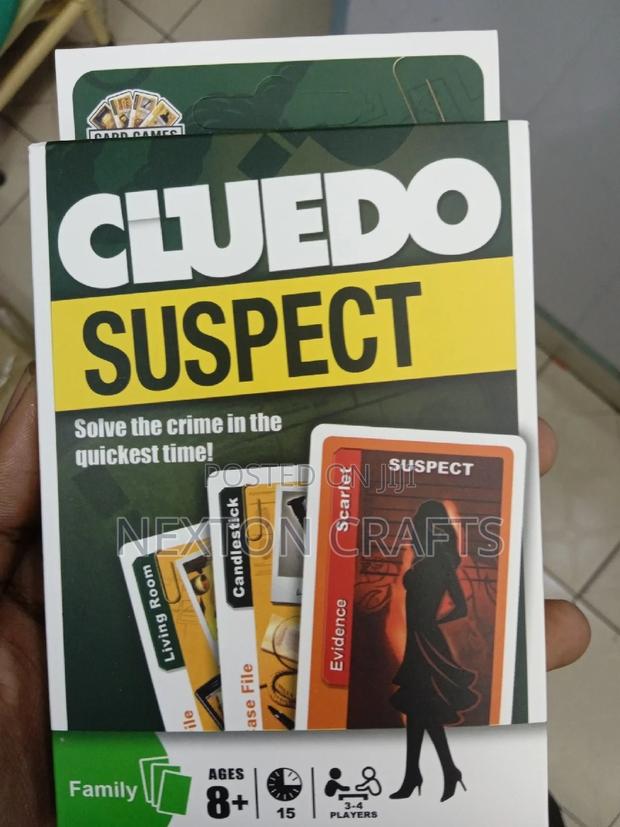 CARD GAMES
CLUEDO
SUSPECT
Solve the crime in the
quickest time!
POSTED ON JIJI
NEXTON CRAFTS
SUSPECT
Scarlet
Evidence
Candlestick
ase File
Living Room
ile
Family
AGES
8+
15
3-4
PLAYERS